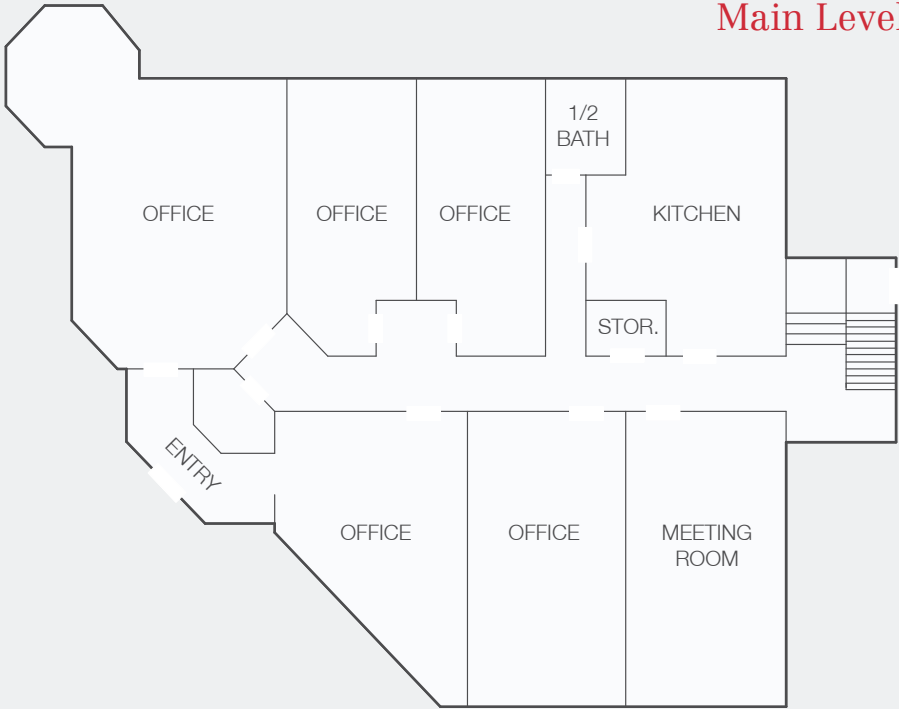 Main Level
1/2
BATH
OFFICE
OFFICE
OFFICE
KITCHEN
STOR.
ENTRY
OFFICE
OFFICE
MEETING
ROOM